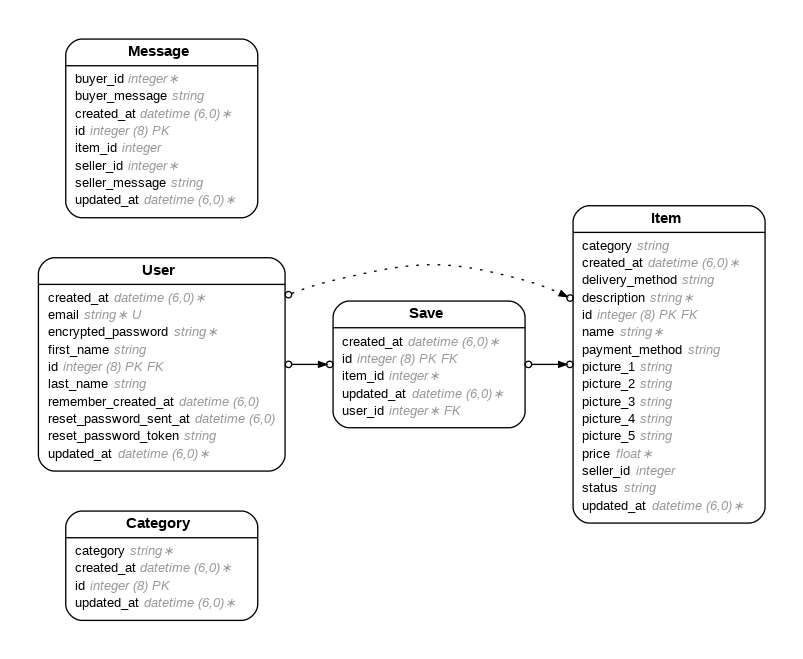 Message
buyer_id integer∗
buyer_message string
created_at datetime (6,0)∗
id integer (8) PK
item_id integer
seller_id integer∗
seller_message string
updated_at datetime (6,0)∗
User
created_at datetime (6,0)∗
email string∗ U
encrypted_password string∗
first_name string
id integer (8) PK FK
last_name string
remember_created_at datetime (6,0)
reset_password_sent_at datetime (6,0)
reset_password_token string
updated_at datetime (6,0)∗
Category
category string∗
created_at datetime (6,0)∗
id integer (8) PK
updated_at datetime (6,0)∗
Save
created_at datetime (6,0)∗
id integer (8) PK FK
item_id integer∗
updated_at datetime (6,0)∗
user_id integer∗ FK
Item
category string
created_at datetime (6,0)∗
delivery_method string
description string∗
id integer (8) PK FK
name string∗
payment_method string
picture_1 string
picture_2 string
picture_3 string
picture_4 string
picture_5 string
price float∗
seller_id integer
status string
updated_at datetime (6,0)∗